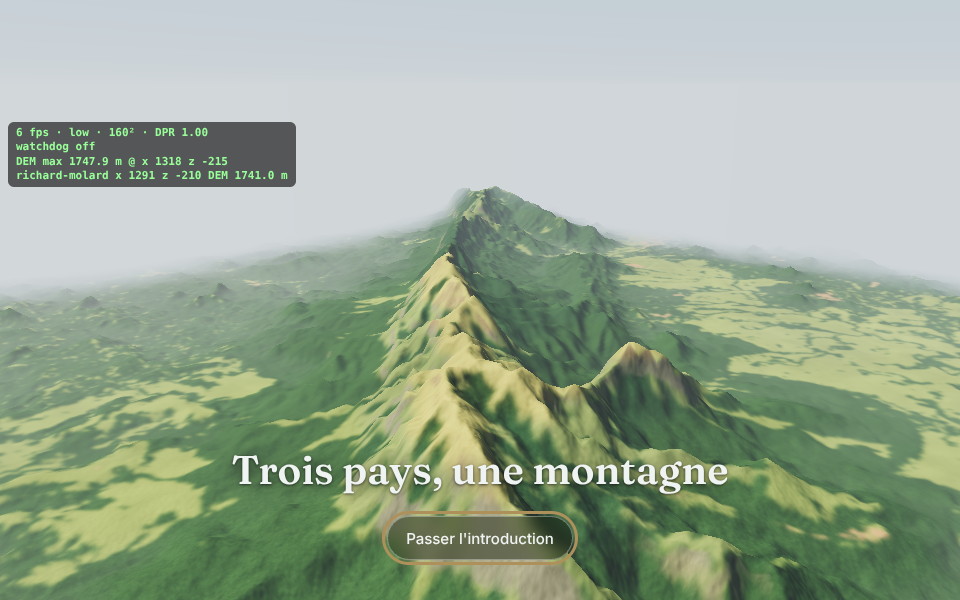 6 fps · low · 160² · DPR 1.00
watchdog off
DEM max 1747.9 m @ x 1318 z -215
richard-molard x 1291 z -210 DEM 1741.0 m
Trois pays, une montagne
Passer l'introduction